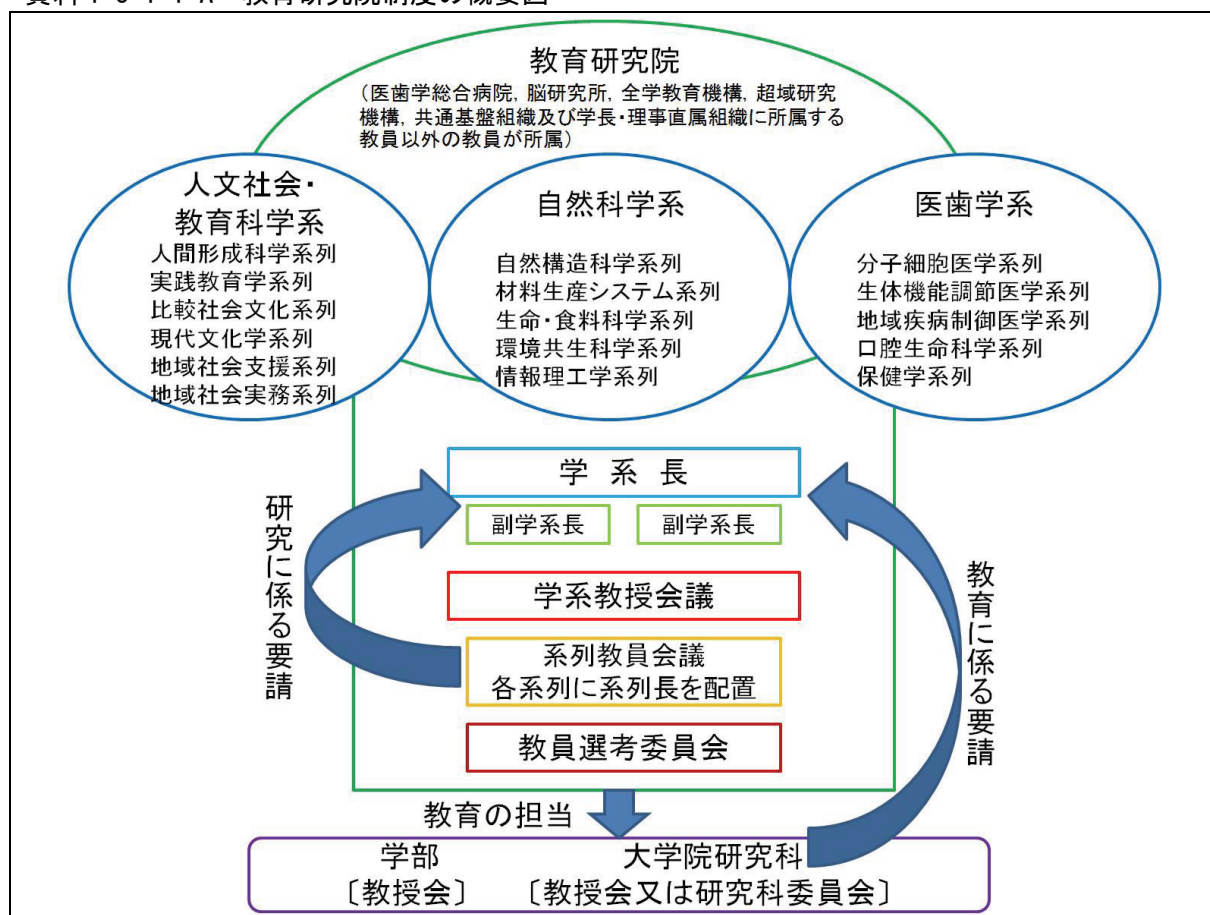 教育研究院
（医歯学総合病院，脳研究所，全学教育機構，超域研究
機構，共通基盤組織及び学長・理事直属組織に所属する
教員以外の教員が所属）
人文社会・
教育科学系
人間形成科学系列
実践教育学系列
比較社会文化系列
現代文化学系列
地域社会支援系列
地域社会実務系列
自然科学系
自然構造科学系列
材料生産システム系列
生命・食料科学系列
環境共生科学系列
情報理工学系列
医歯学系
分子細胞医学系列
生体機能調節医学系列
地域疾病制御医学系列
口腔生命科学系列
保健学系列
学 系 長
副学系長
副学系長
学系教授会議
系列教員会議
各系列に系列長を配置
教員選考委員会
研究に係る要請
教育に係る要請
教育の担当
学部
〔教授会〕
大学院研究科
〔教授会又は研究科委員会〕